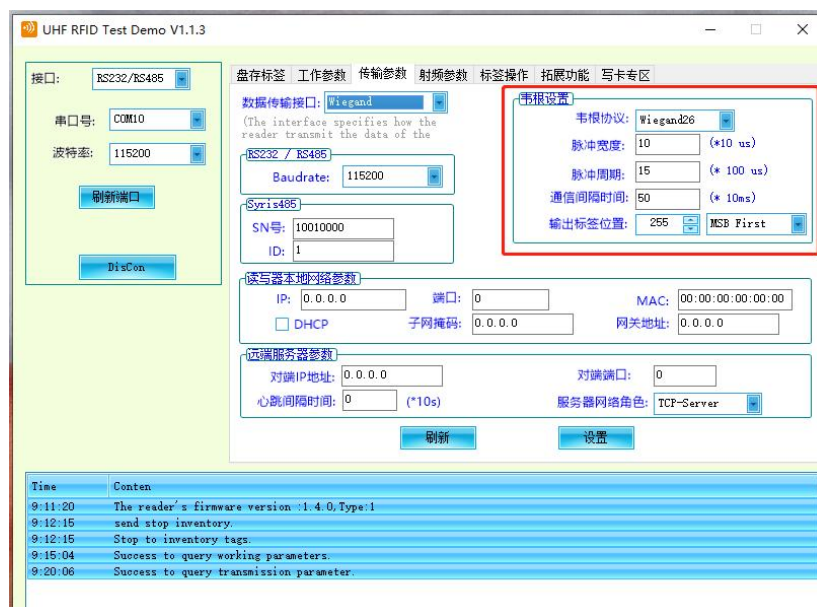 UHF RFID Test Demo V1.1.3
接口: RS232/RS485
串口号: COM10
波特率: 115200
刷新端口
DisCon
盘存标签 工作参数 传输参数 射频参数 标签操作 拓展功能 写卡专区
数据传输接口: Wiegand
(The interface specifies how the
reader transmit the data of the
RS232 / RS485
Baudrate: 115200
Syris485
SN号: 10010000
ID: 1
韦根设置
韦根协议: Wiegand26
脉冲宽度: 10 (*10 us)
脉冲周期: 15 (* 100 us)
通信间隔时间: 50 (* 10ms)
输出标签位置: 255 MSB First
读写器本地网络参数
IP: 0.0.0.0 端口: 0 MAC: 00:00:00:00:00:00
DHCP 子网掩码: 0.0.0.0 网关地址: 0.0.0.0
远端服务器参数
对端IP地址: 0.0.0.0 对端端口: 0
心跳间隔时间: 0 (*10s) 服务器网络角色: TCP-Server
刷新 设置
Time Conten
9:11:20 The reader's firmware version :1.4.0,Type:1
9:12:15 send stop inventory.
9:12:15 Stop to inventory tags.
9:15:04 Success to query working parameters.
9:20:06 Success to query transmission parameter.